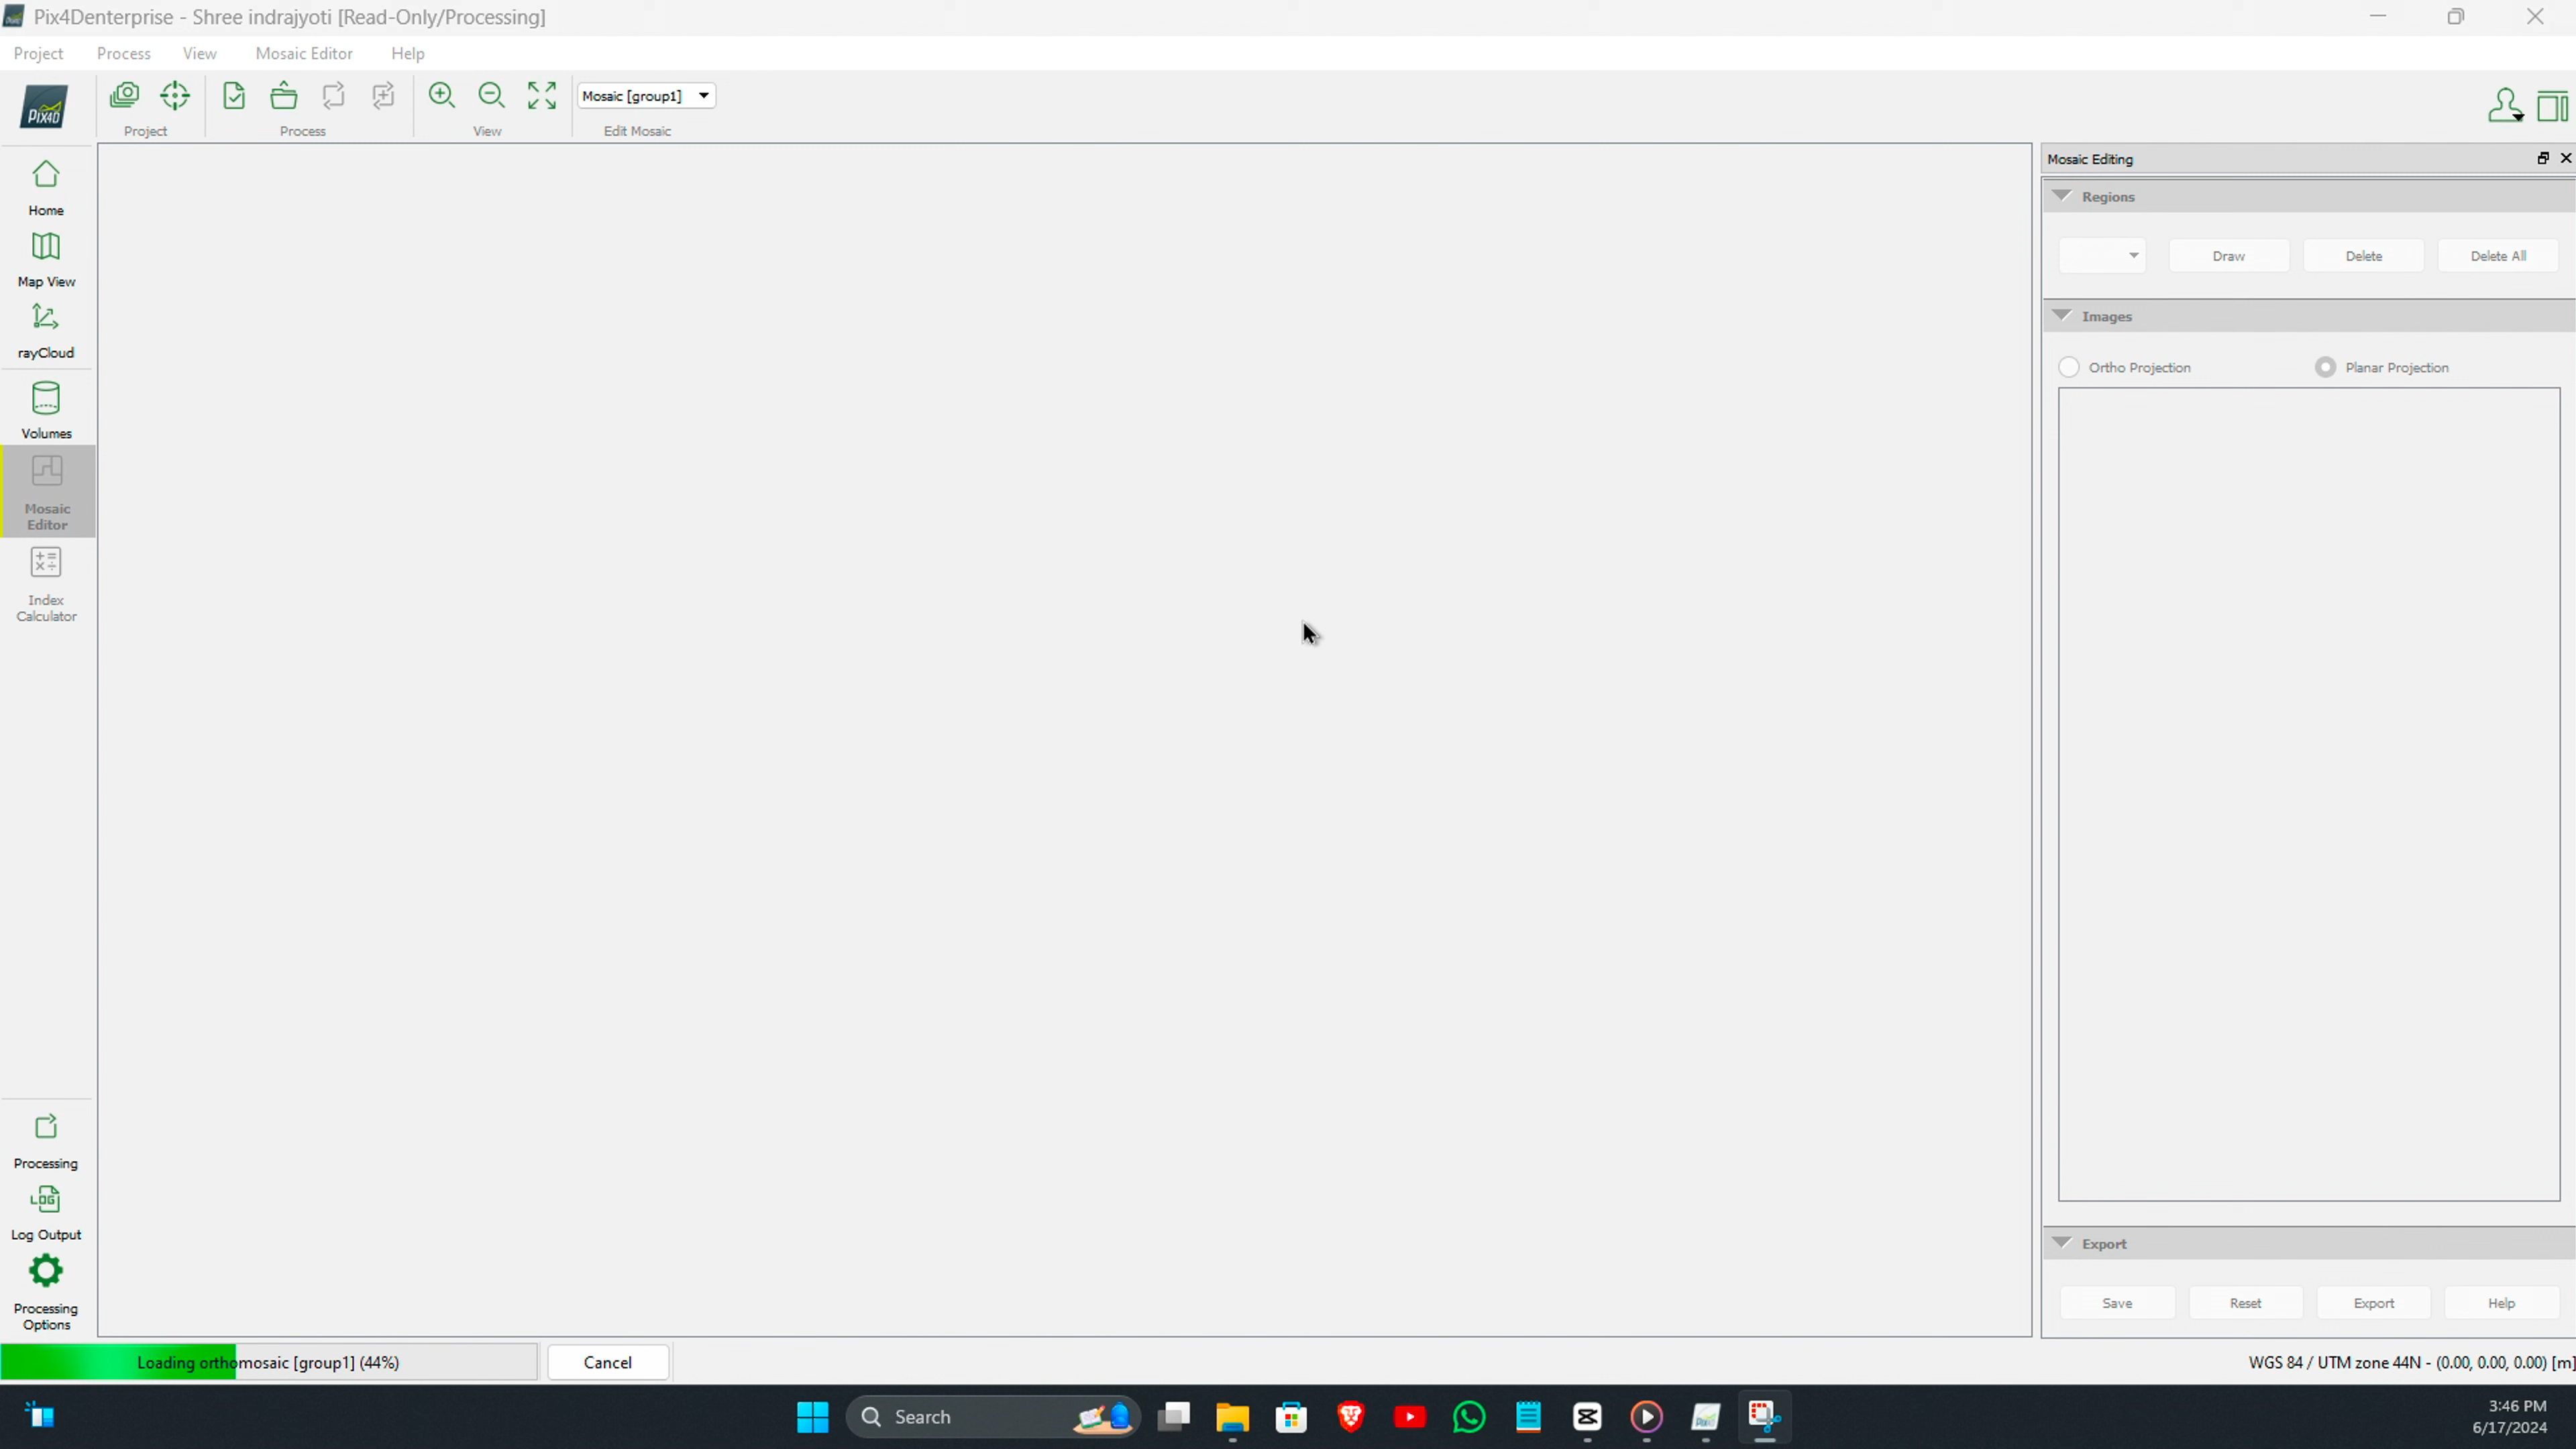 Pix4Denterprise - Shree indrajyoti [Read-Only/Processing]
Project Process View Mosaic Editor Help
PIX4D
Mosaic [group1]
Project Process View Edit Mosaic
Home
Map View
rayCloud
Volumes
Mosaic
Editor
Index
Calculator
Processing
LOG
Log Output
Processing
Options
Mosaic Editing
Regions
Draw Delete Delete All
Images
Ortho Projection Planar Projection
Export
Save Reset Export Help
Loading orthomosaic [group1] (44%) Cancel
WGS 84 / UTM zone 44N - (0.00, 0.00, 0.00) [m]
Search
3:46 PM
6/17/2024